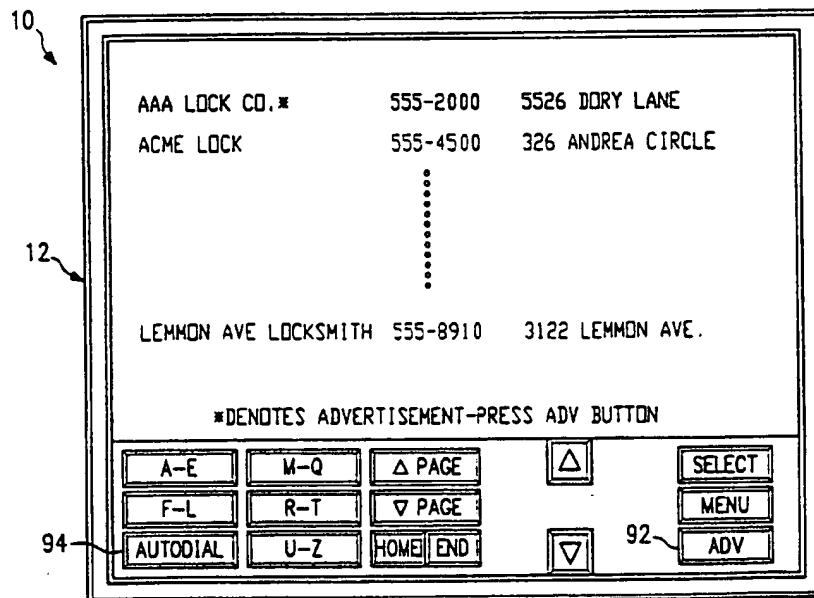 10
AAA LOCK CO.* 555-2000 5526 DORY LANE
ACME LOCK 555-4500 326 ANDREA CIRCLE
12
LEMMON AVE LOCKSMITH 555-8910 3122 LEMMON AVE.
*DENOTES ADVERTISEMENT-PRESS ADV BUTTON
A-E M-Q △ PAGE △ SELECT
F-L R-T ▽ PAGE MENU
94 AUTODIAL U-Z HOME END ▽ 92 ADV